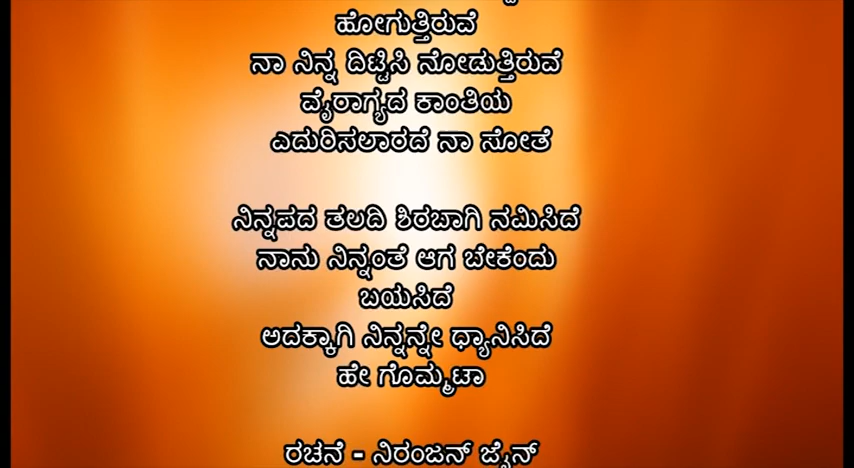 ಹೋಗುತ್ತಿರುವೆ
ನಾ ನಿನ್ನ ದಿಟ್ಟಿಸಿ ನೋಡುತ್ತಿರುವೆ
ವೈರಾಗ್ಯದ ಕಾಂತಿಯ
ಎದುರಿಸಲಾರದೆ ನಾ ಸೋತೆ
ನಿನ್ನಪದ ತಲದಿ ಶಿರಬಾಗಿ ನಮಿಸಿದೆ
ನಾನು ನಿನ್ನಂತೆ ಆಗ ಬೇಕೆಂದು
ಬಯಸಿದೆ
ಅದಕ್ಕಾಗಿ ನಿನ್ನನ್ನೇ ಧ್ಯಾನಿಸಿದೆ
ಹೇ ಗೊಮ್ಮಟಾ
ರಚನೆ - ನಿರಂಜನ್ ಜೈನ್